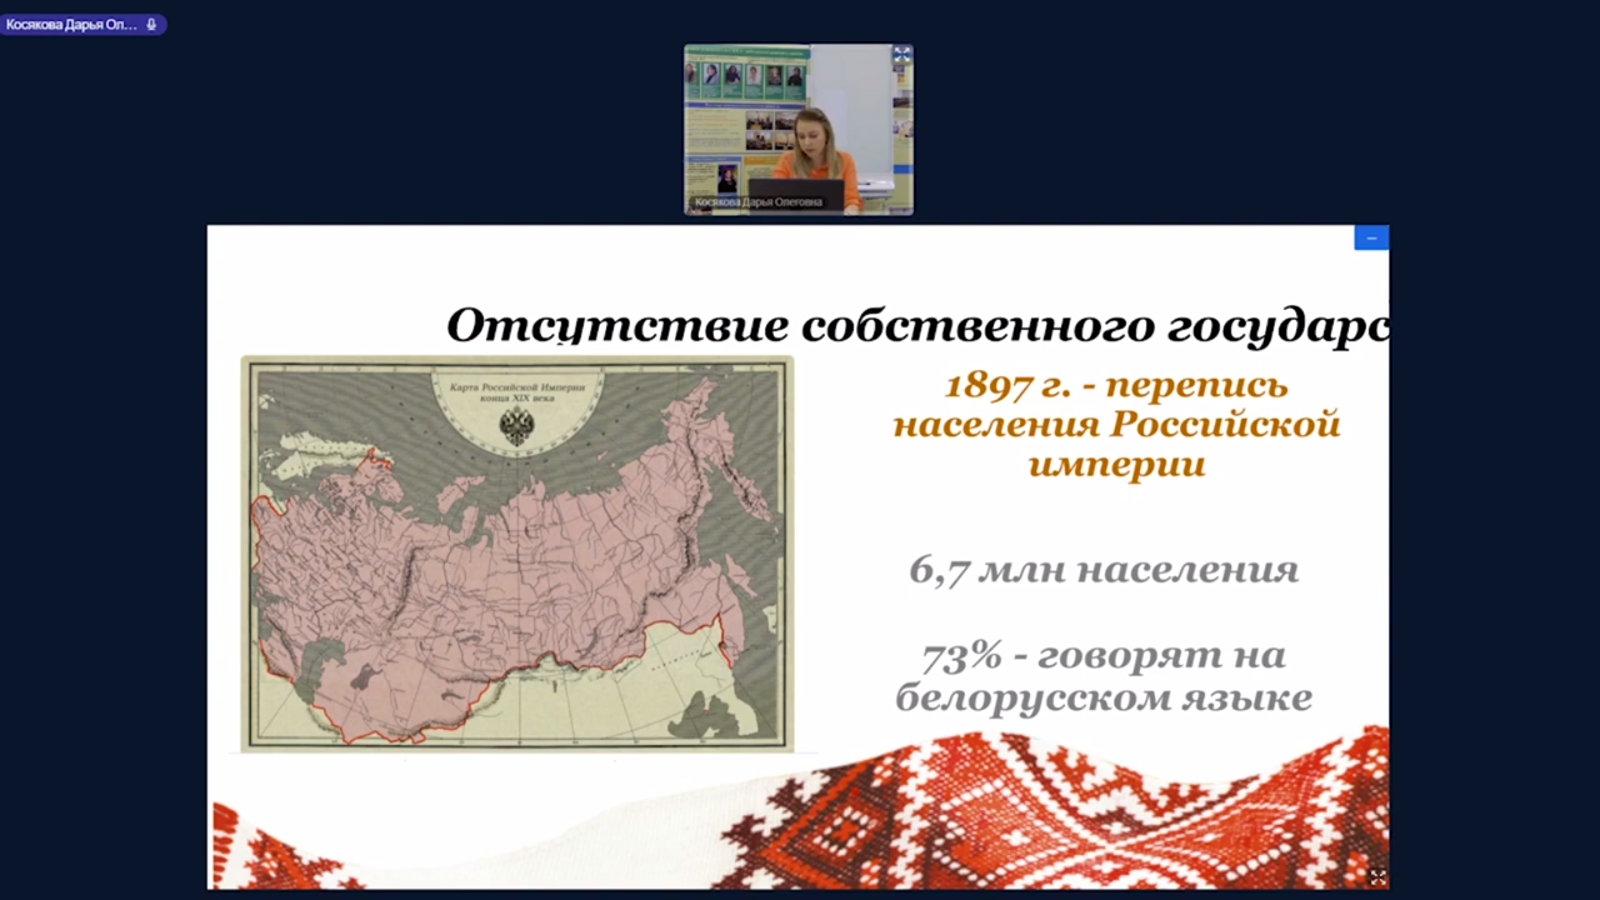 Косякова Дарья Ол...
Косякова Дарья Олеговна
Отсутствие собственного государс
Карта Российской Империи
конца XIX века
1897 г. - перепись
населения Российской
империи
6,7 млн населения
73% - говорят на
белорусском языке